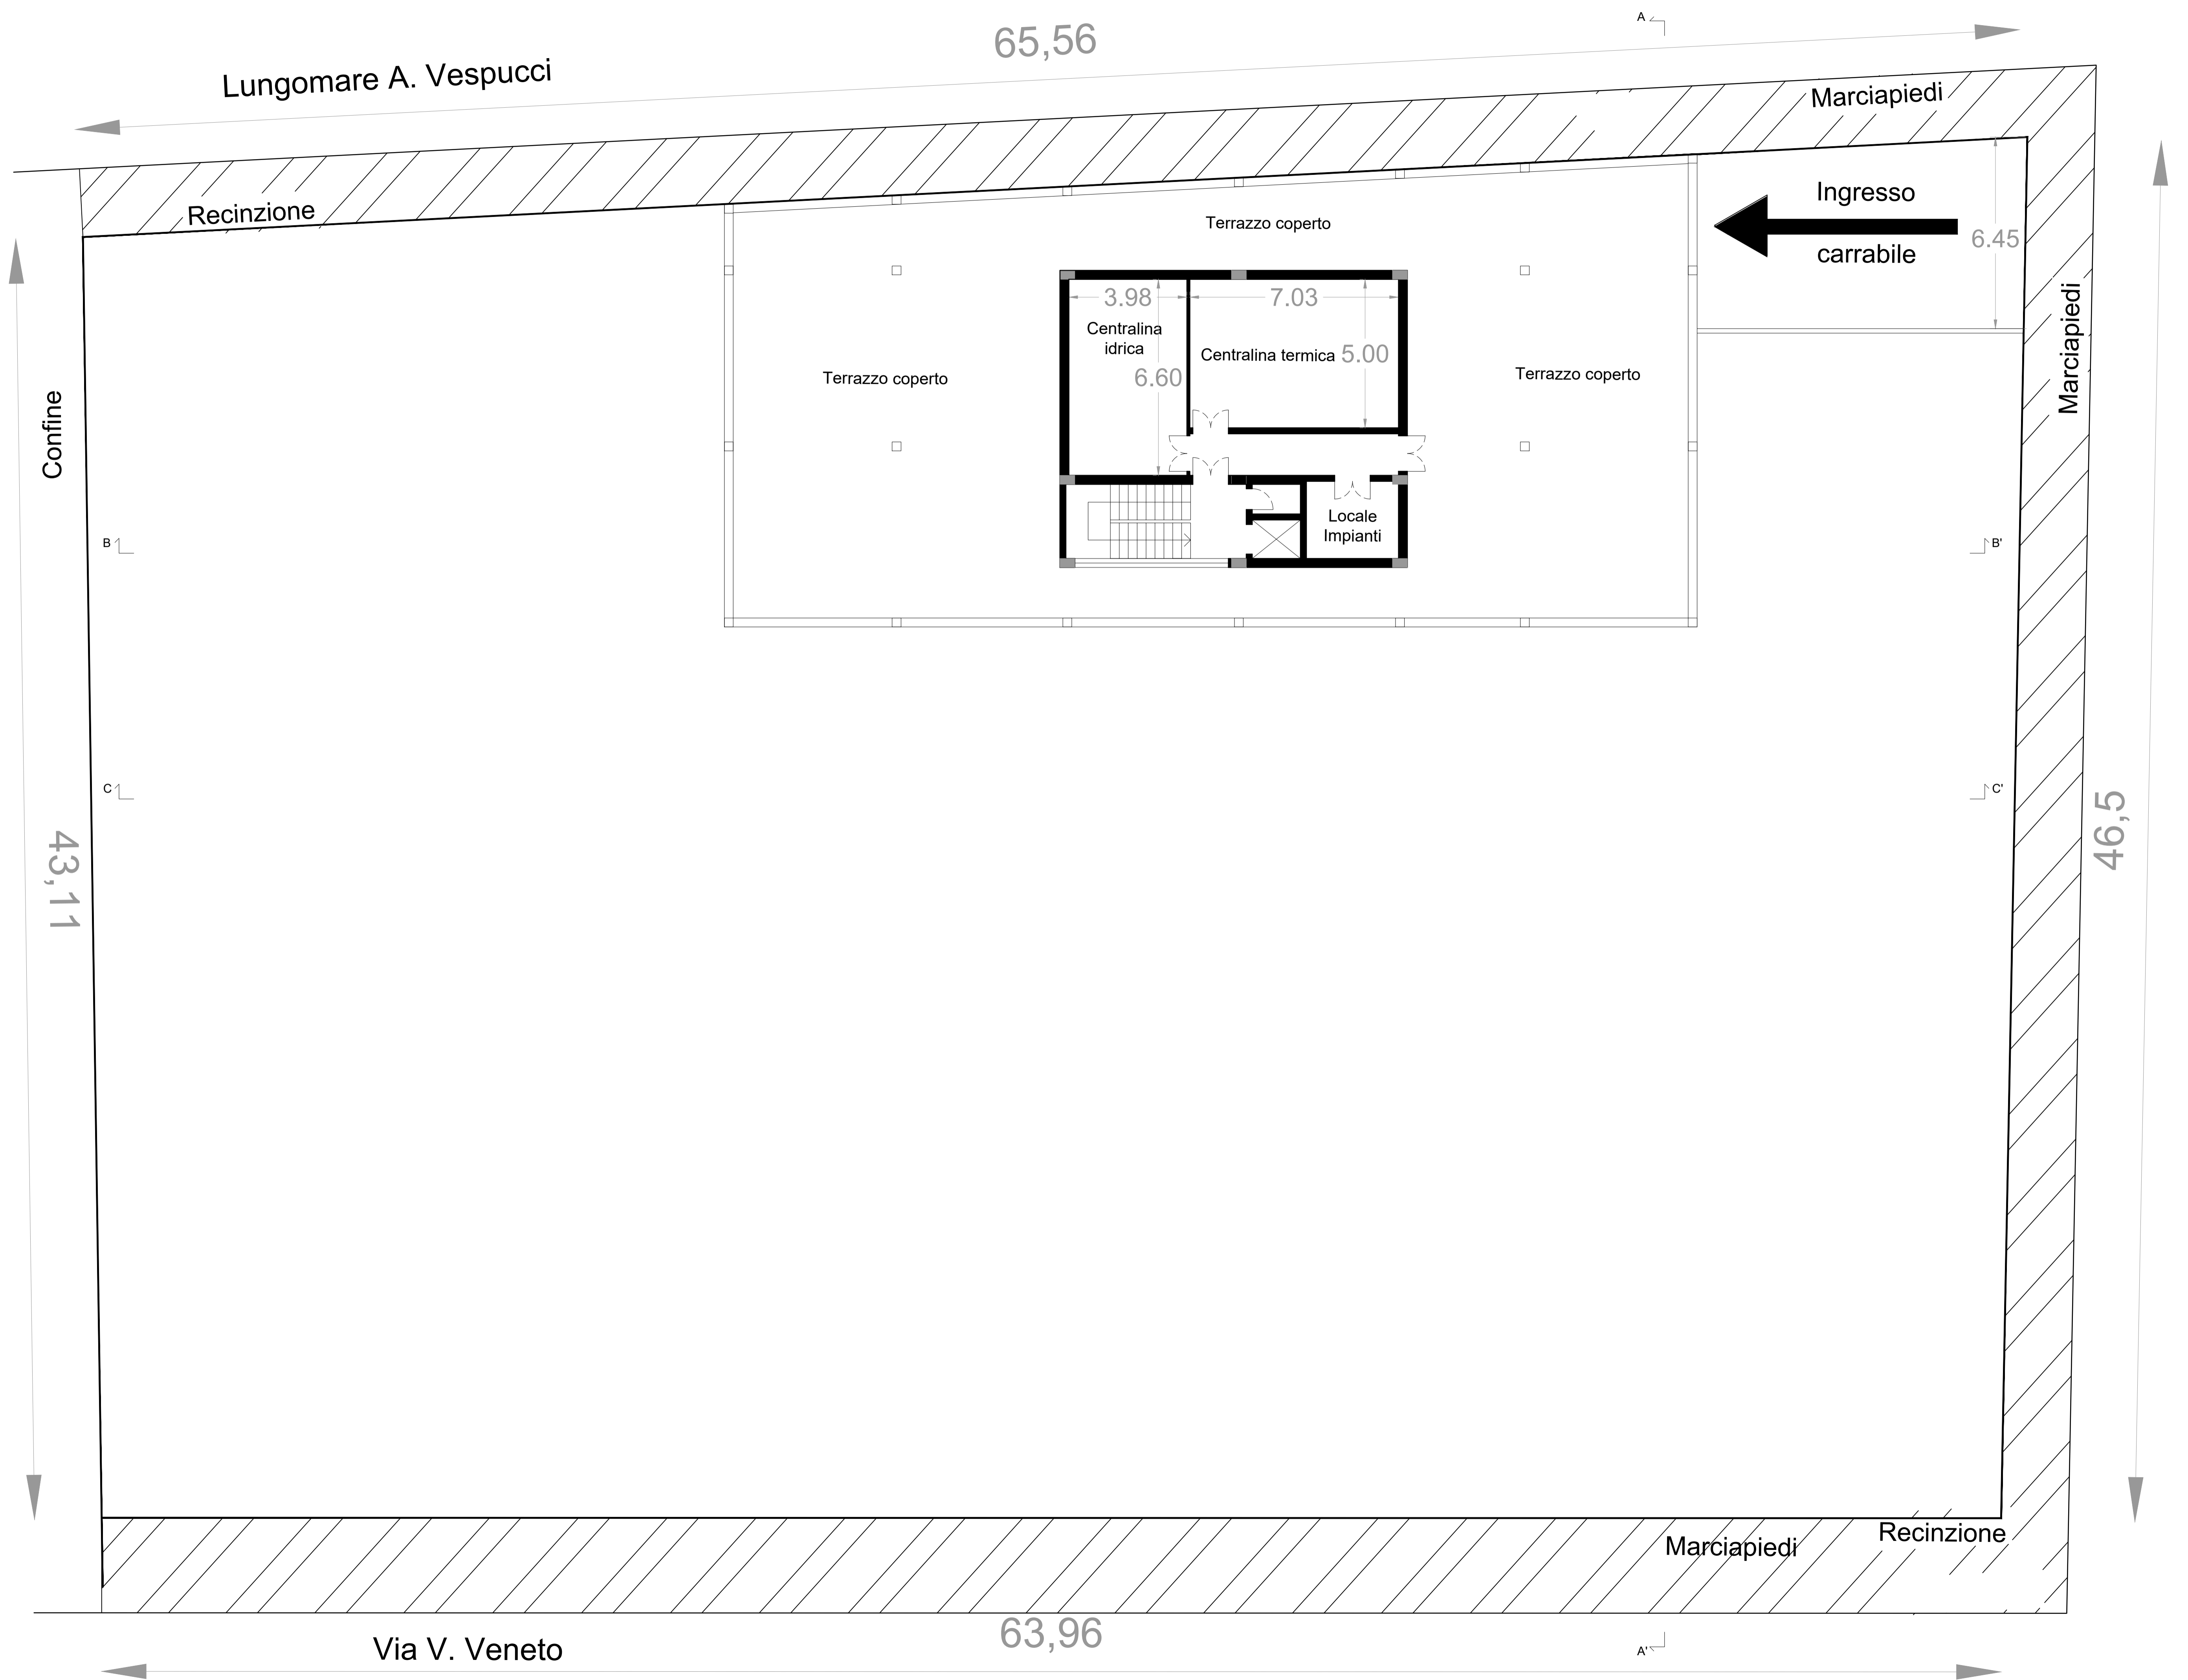 A
65,56
Lungomare A. Vespucci
Marciapiedi
Recinzione
Ingresso
carrabile
6.45
Terrazzo coperto
3.98
7.03
Centralina
idrica
Centralina termica
5.00
6.60
Terrazzo coperto
Terrazzo coperto
Marciapiedi
Confine
Locale
Impianti
B
B'
C
C'
43,11
46,5
Recinzione
Marciapiedi
63,96
Via V. Veneto
A'